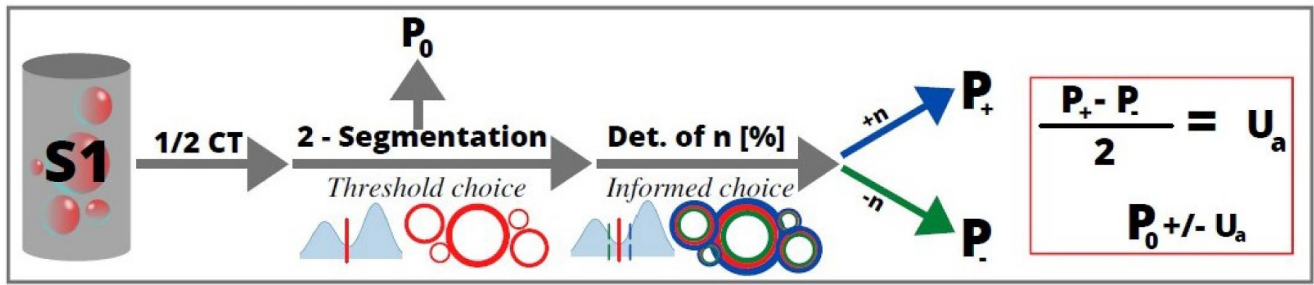 S1
1/2 CT
P0
2 - Segmentation
Threshold choice
Det. of n [%]
Informed choice
+n
-n
P+
P-
P+ - P-
2
= Ua
P0 +/- Ua